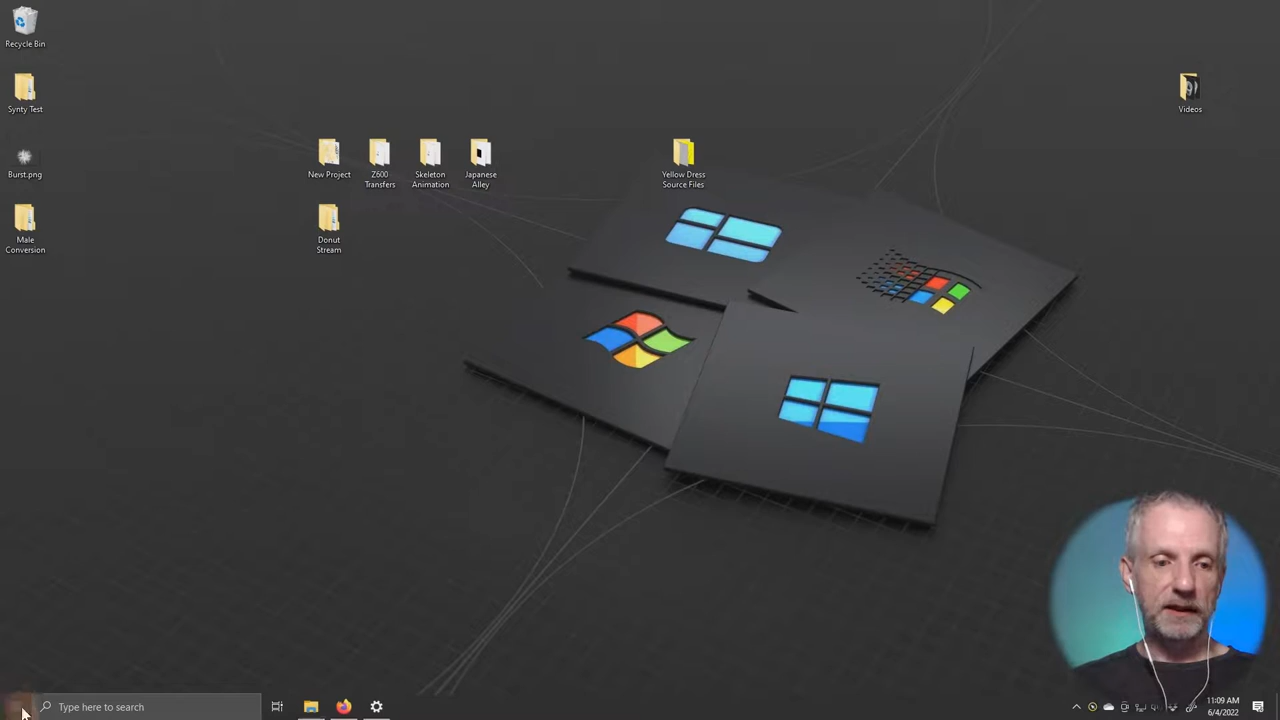 Recycle Bin
Synty Test
Burst.png
Male
Conversion
New Project
Z600
Transfers
Skeleton
Animation
Japanese
Alley
Donut
Stream
Yellow Dress
Source Files
Videos
Type here to search
11:09 AM
6/4/2022